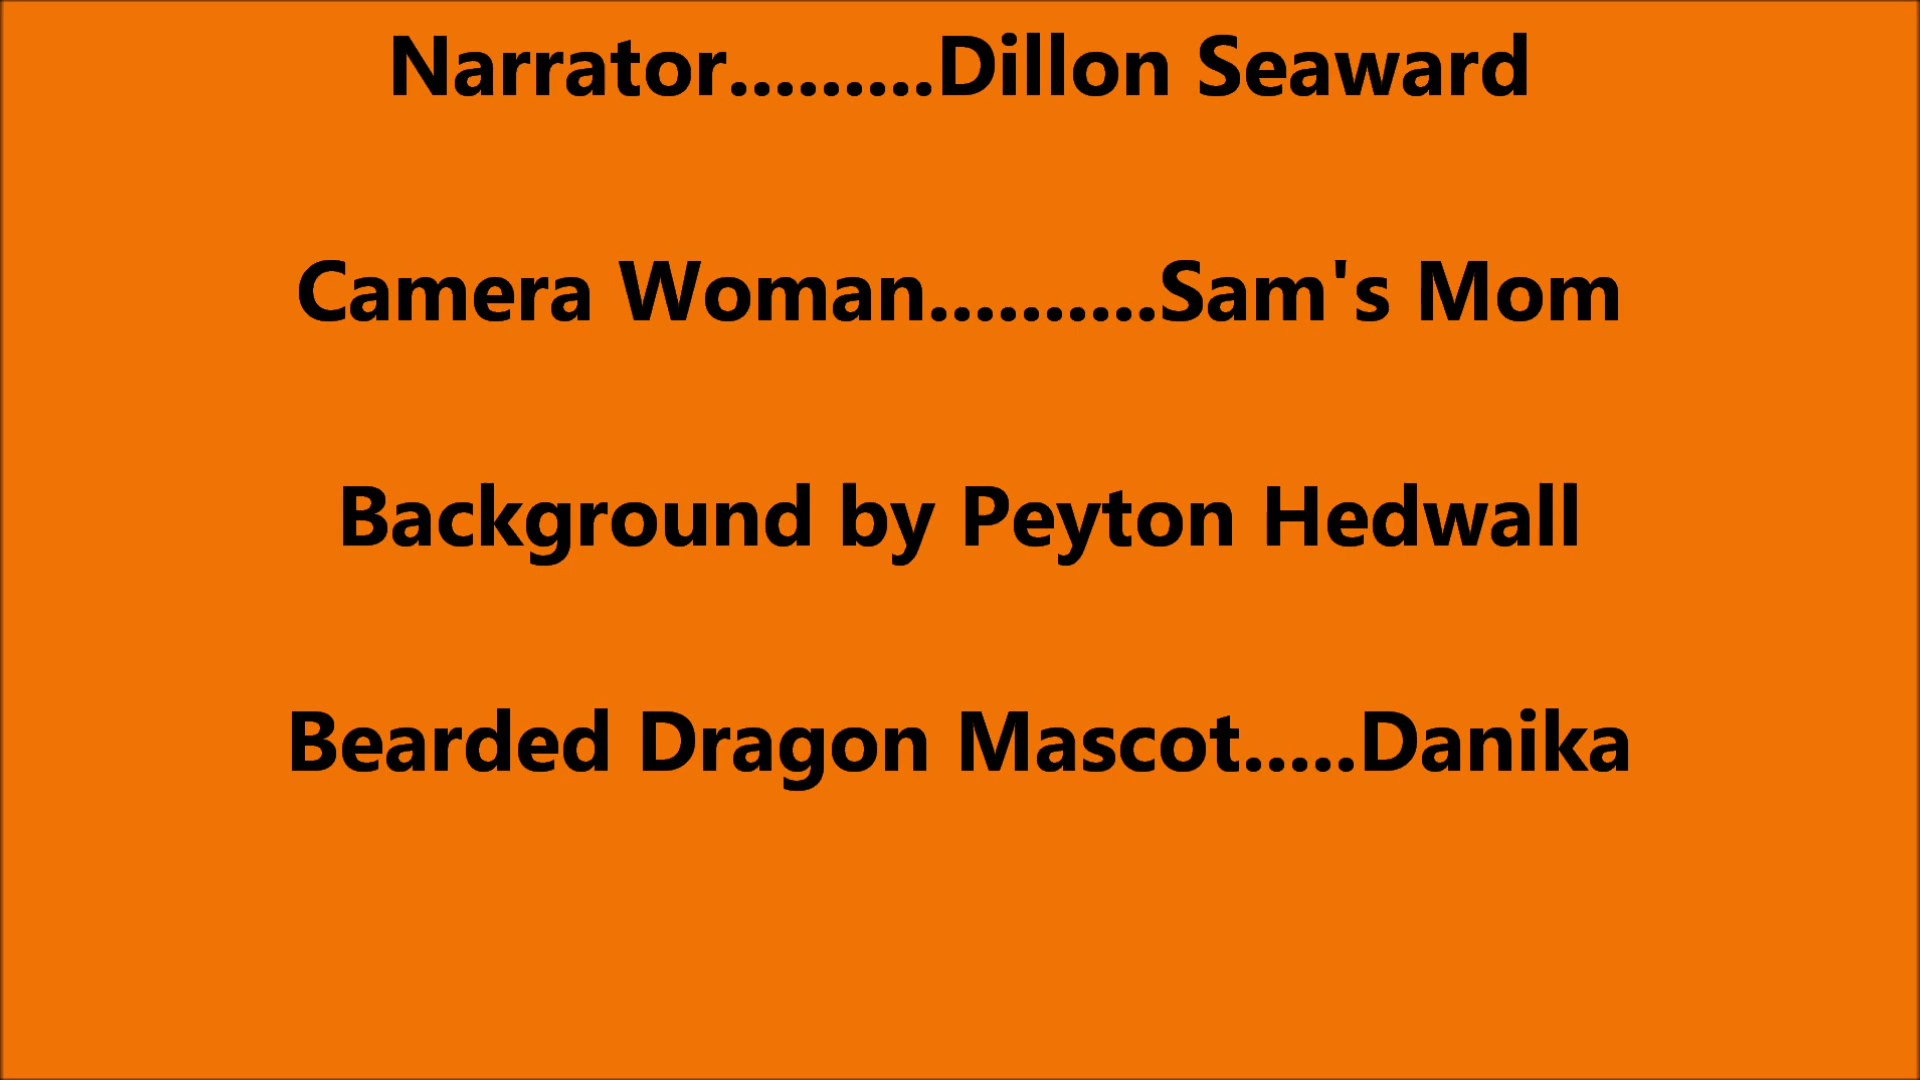 Narrator.........Dillon Seaward
Camera Woman..........Sam's Mom
Background by Peyton Hedwall
Bearded Dragon Mascot.....Danika